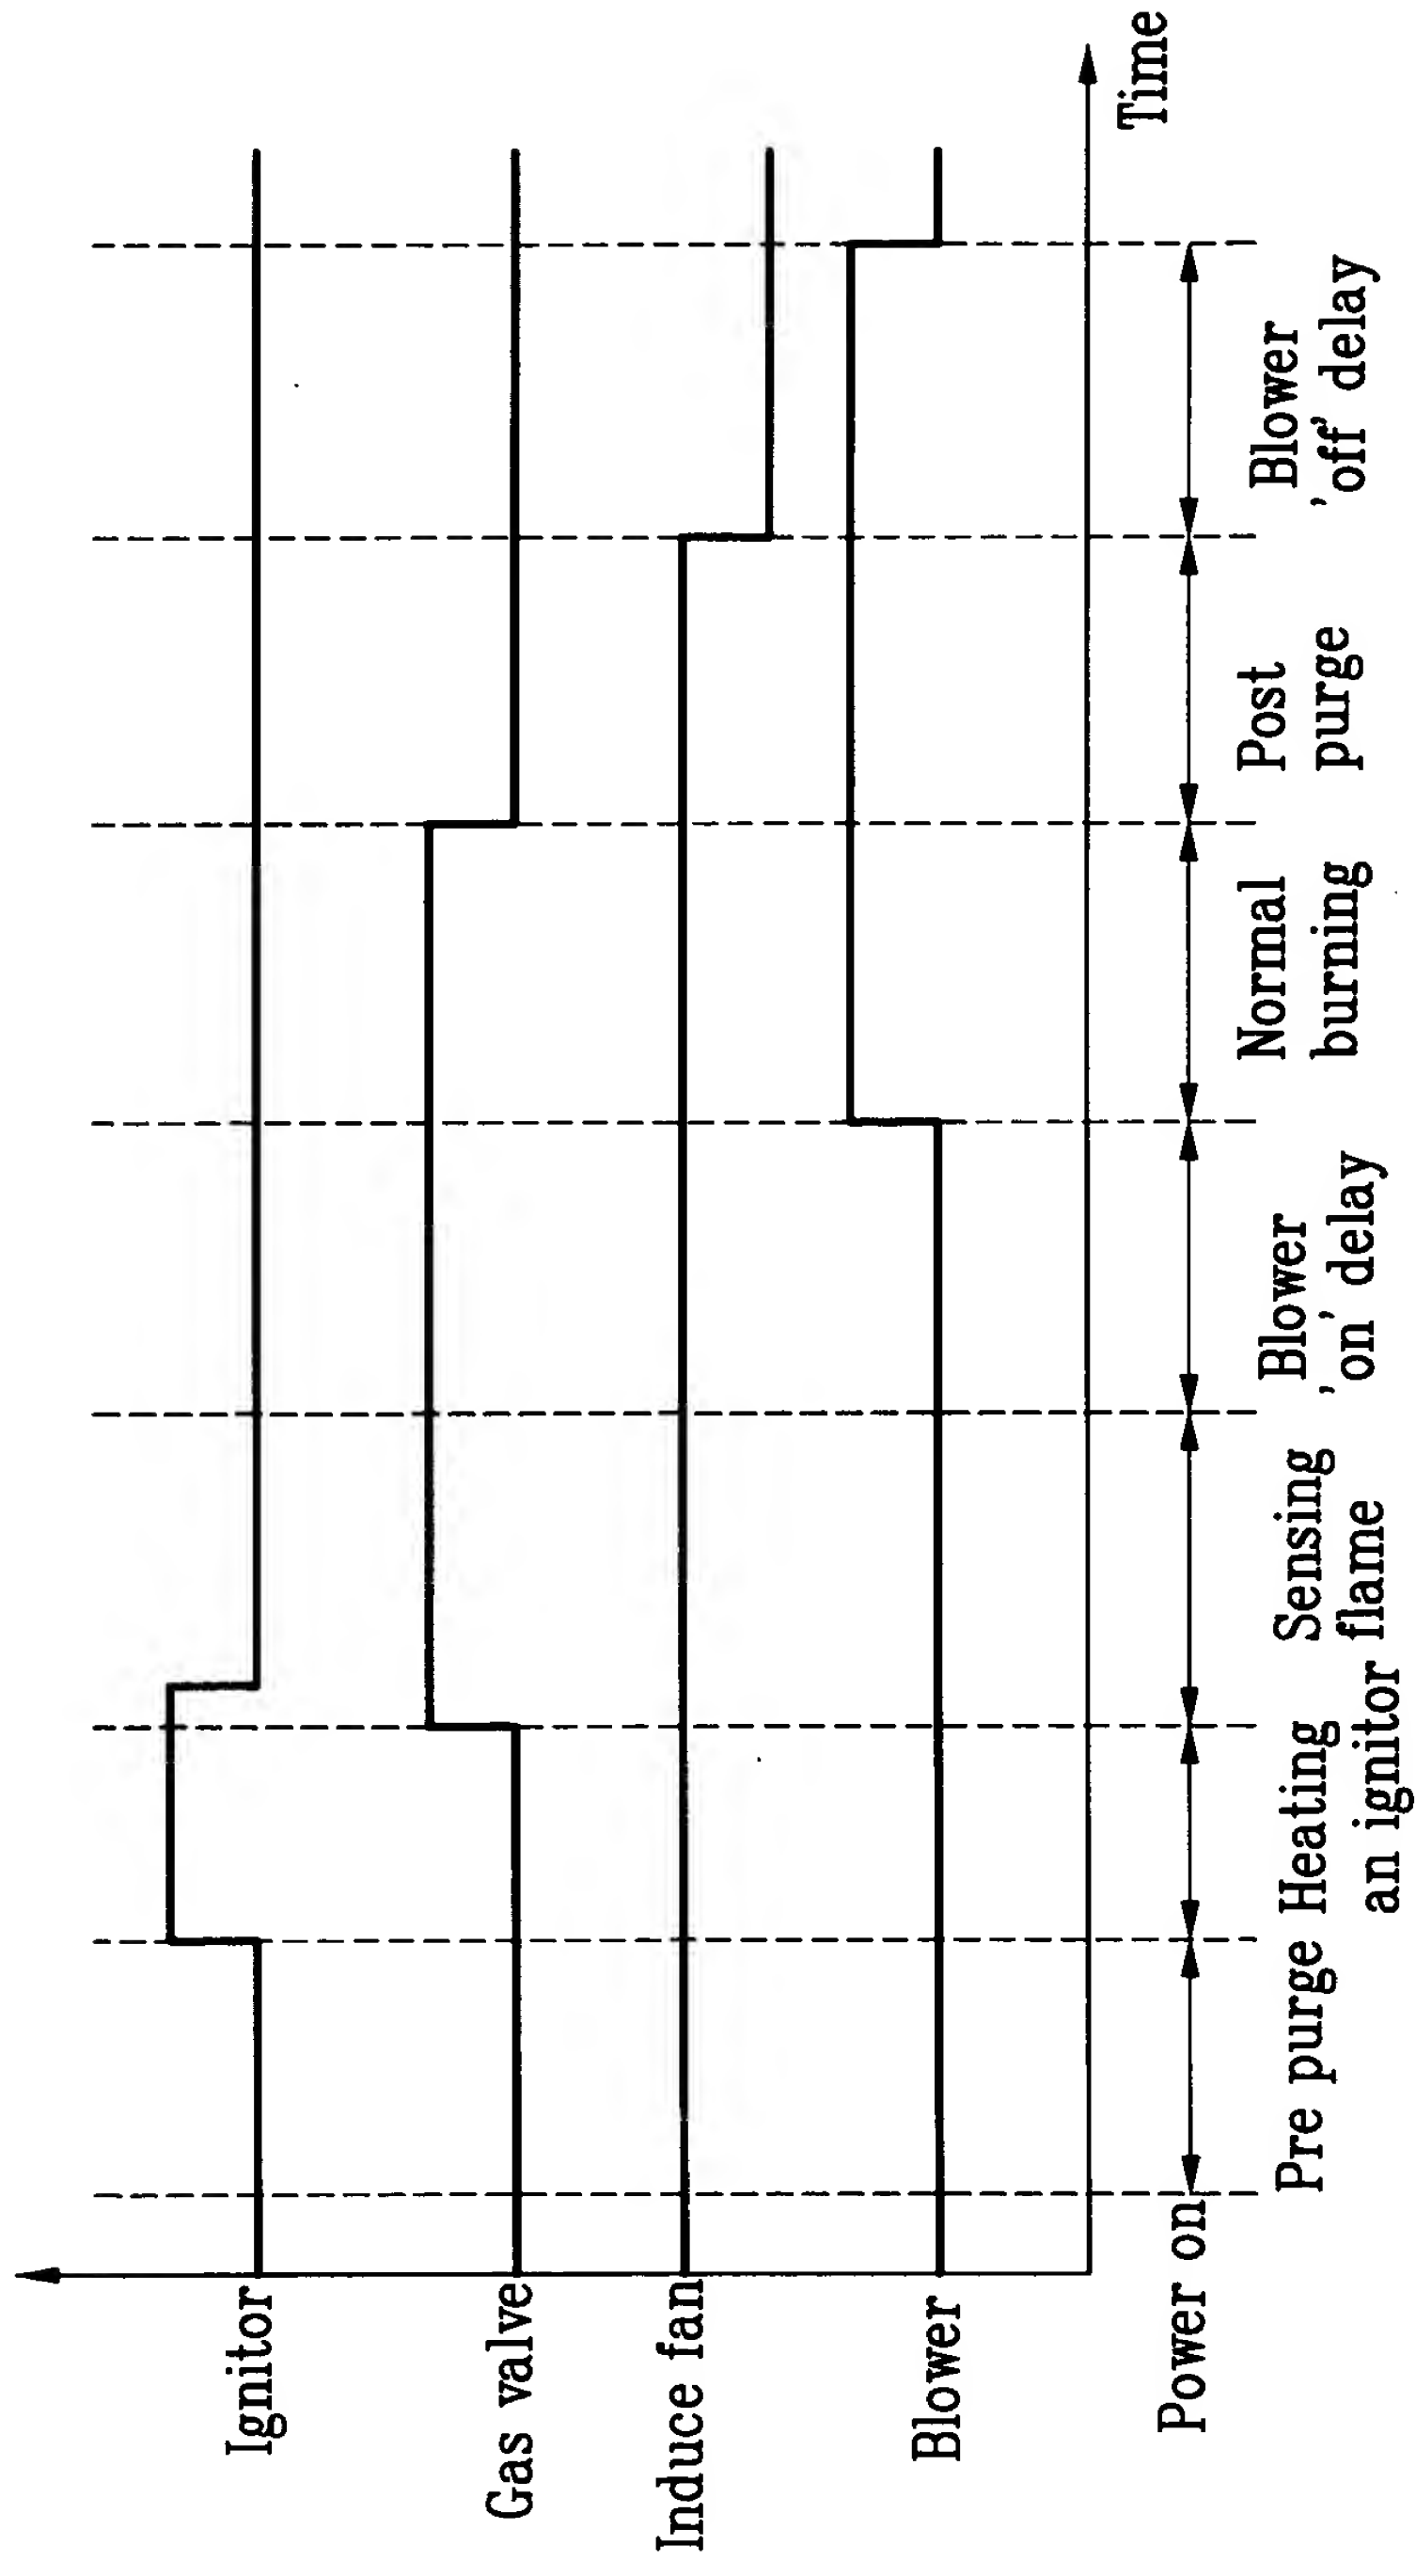 Ignitor
Gas valve
Induce fan
Blower
Time
Power on
Pre purge
Heating
an ignitor
Sensing
flame
Blower
'on' delay
Normal
burning
Post
purge
Blower
'off' delay